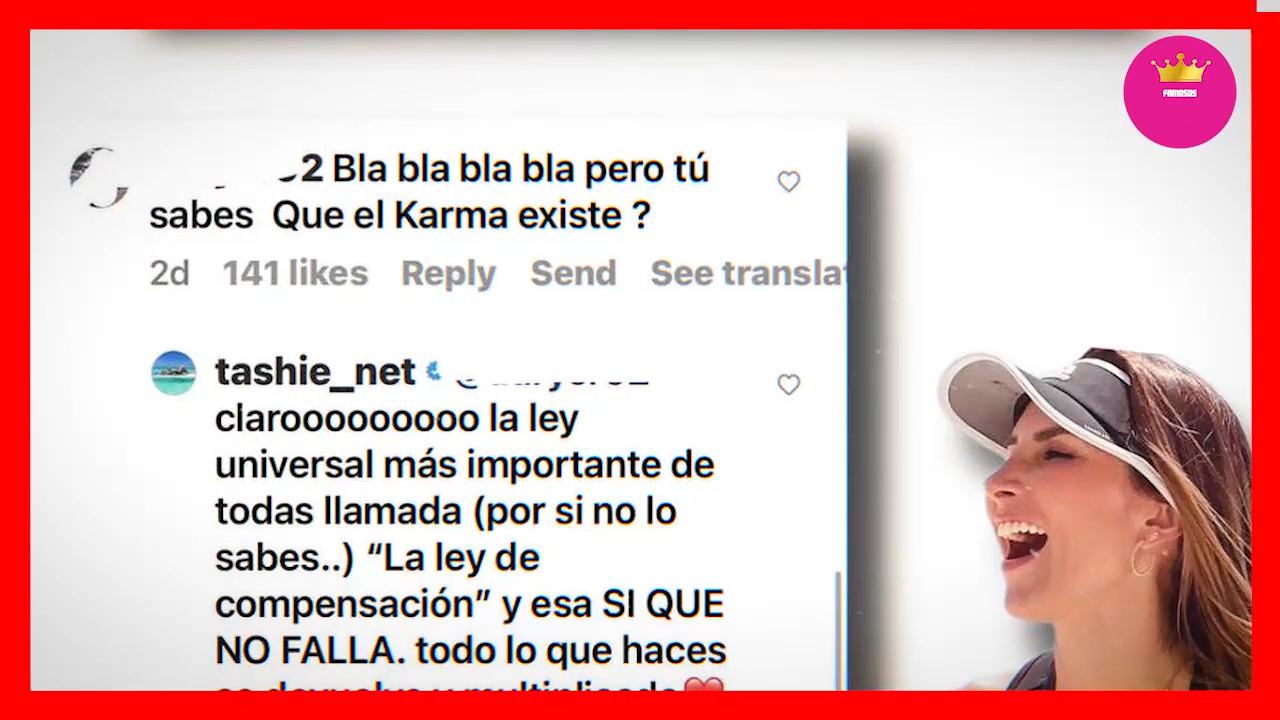 FAMOSOS
2 Bla bla bla bla pero tú
sabes Que el Karma existe ?
2d 141 likes Reply Send See transla
tashie_net
clarooooooooo la ley
universal más importante de
todas llamada (por si no lo
sabes..) “La ley de
compensación” y esa SI QUE
NO FALLA. todo lo que haces